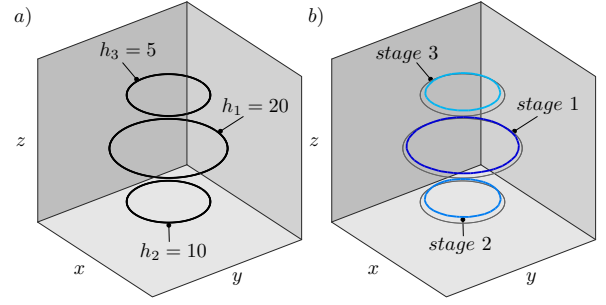 a)
h₃ = 5
h₁ = 20
z
h₂ = 10
x
y
b)
stage 3
stage 1
z
stage 2
x
y